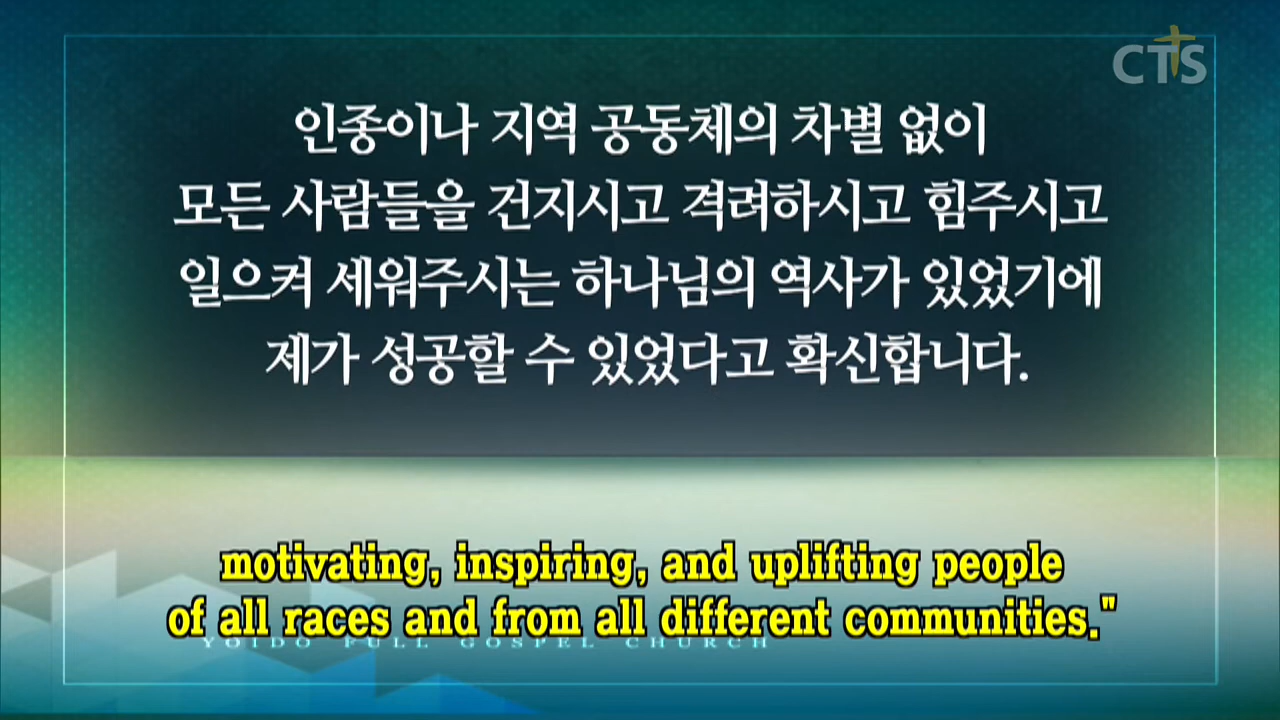 CTS
인종이나 지역 공동체의 차별 없이
모든 사람들을 건지시고 격려하시고 힘주시고
일으켜 세워주시는 하나님의 역사가 있었기에
제가 성공할 수 있었다고 확신합니다.
motivating, inspiring, and uplifting people
of all races and from all different communities."
YOIDO FULL GOSPEL CHURCH